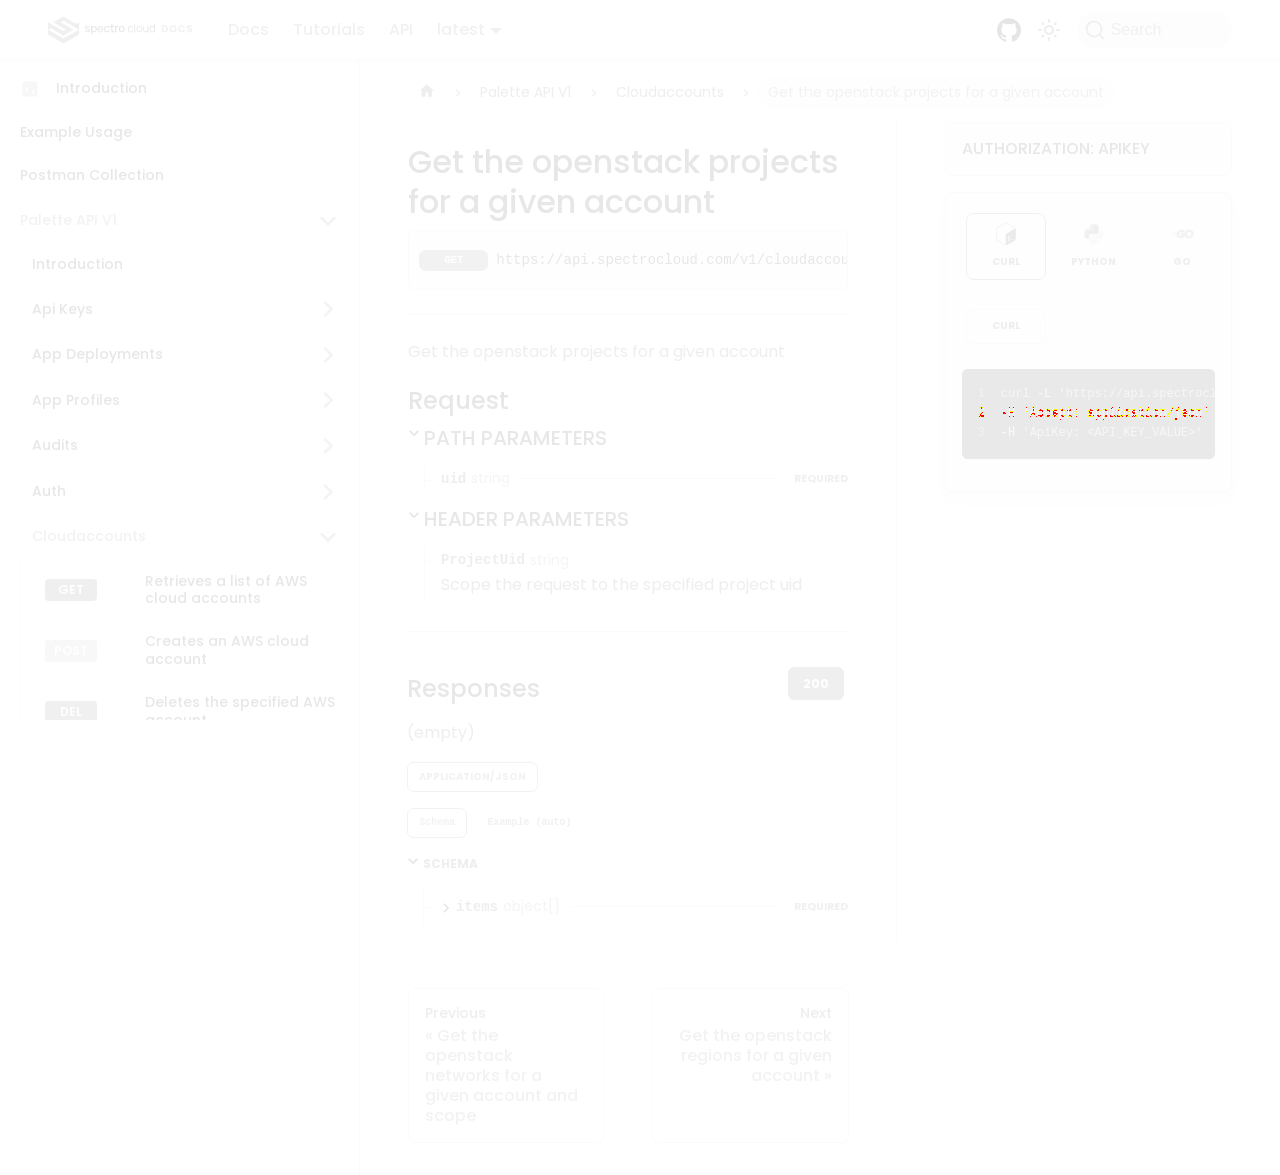 spectro cloud DOCS
Docs
Tutorials
API
latest
Search
Introduction
Example Usage
Postman Collection
Palette API V1
Introduction
Api Keys
App Deployments
App Profiles
Audits
Auth
Cloudaccounts
GET
Retrieves a list of AWS
cloud accounts
POST
Creates an AWS cloud
account
DEL
Deletes the specified AWS
account
Palette API V1
Cloudaccounts
Get the openstack projects for a given account
Get the openstack projects
for a given account
GET
https://api.spectrocloud.com/v1/cloudaccou
Get the openstack projects for a given account
Request
PATH PARAMETERS
uid string
REQUIRED
HEADER PARAMETERS
ProjectUid string
Scope the request to the specified project uid
Responses
200
(empty)
APPLICATION/JSON
Schema
Example (auto)
SCHEMA
items object[]
REQUIRED
Previous
« Get the
openstack
networks for a
given account and
scope
Next
Get the openstack
regions for a given
account »
AUTHORIZATION: APIKEY
CURL
PYTHON
GO
GO
CURL
1 curl -L 'https://api.spectrocl
2 -H 'Accept: application/json'
3 -H 'ApiKey: <API_KEY_VALUE>'